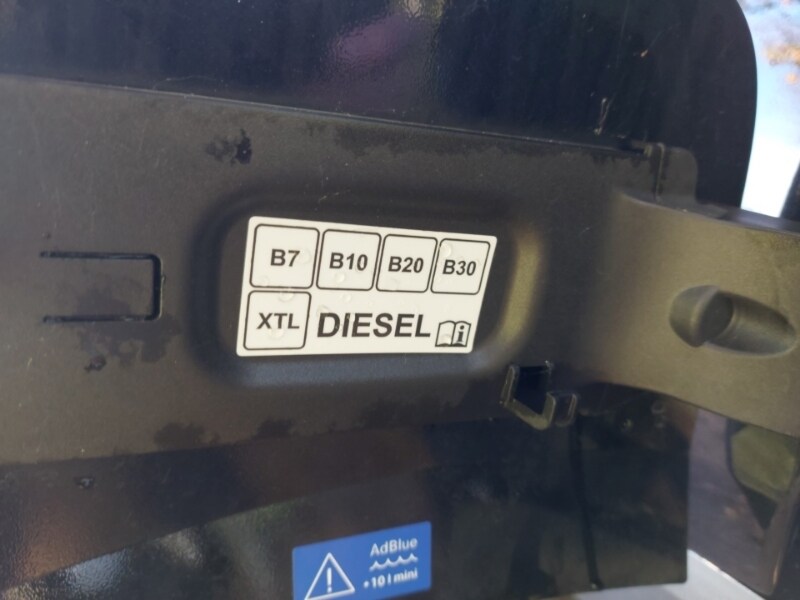 B7 B10 B20 B30
XTL DIESEL i
! AdBlue
+10 l mini